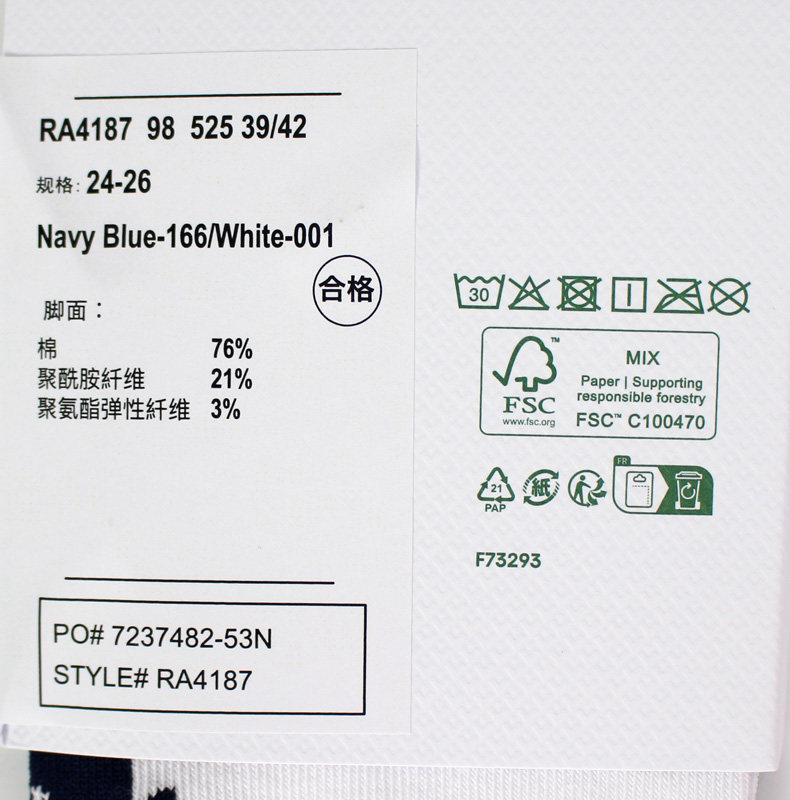 RA4187 98 525 39/42
规格: 24-26
Navy Blue-166/White-001
合格
脚面：
棉 76%
聚酰胺纤维 21%
聚氨酯弹性纤维 3%
PO# 7237482-53N
STYLE# RA4187
30
FSC
www.fsc.org
MIX
Paper | Supporting
responsible forestry
FSC™ C100470
21
PAP
紙
FR
F73293